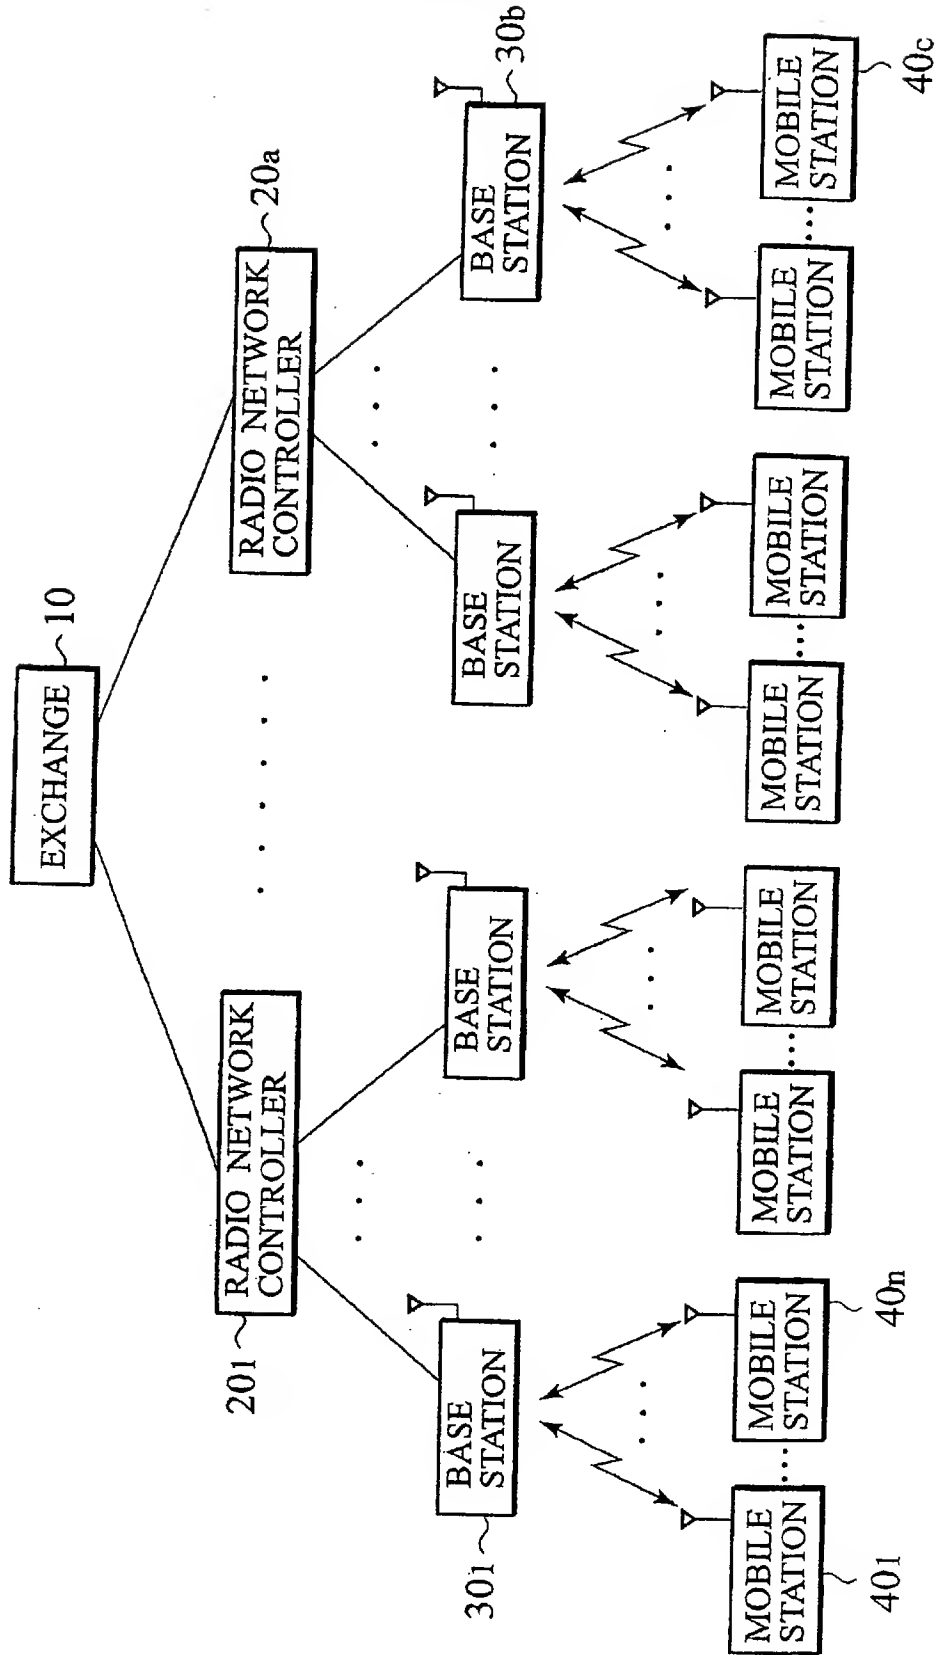 EXCHANGE
10
RADIO NETWORK
CONTROLLER
201
RADIO NETWORK
CONTROLLER
20a
BASE
STATION
301
BASE
STATION
BASE
STATION
BASE
STATION
30b
MOBILE
STATION
401
MOBILE
STATION
40n
MOBILE
STATION
MOBILE
STATION
MOBILE
STATION
MOBILE
STATION
MOBILE
STATION
MOBILE
STATION
40c